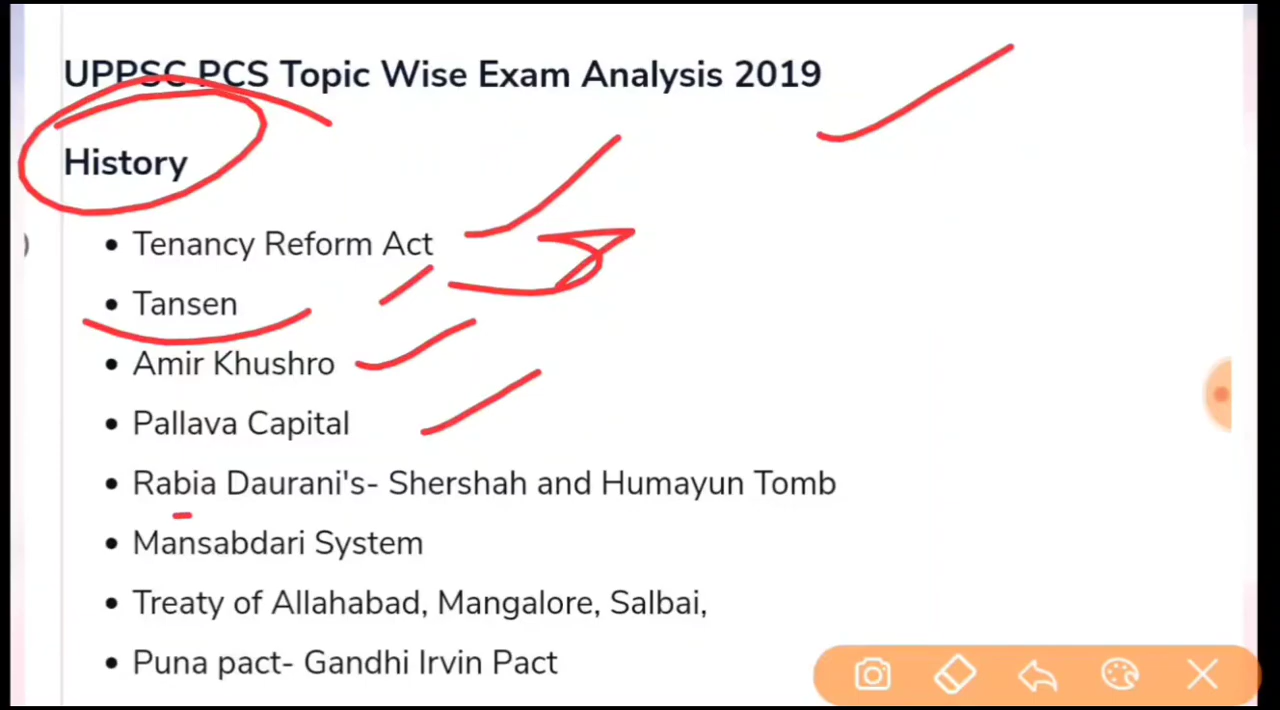 UPPSC PCS Topic Wise Exam Analysis 2019
History
• Tenancy Reform Act
• Tansen
• Amir Khushro
• Pallava Capital
• Rabia Daurani's- Shershah and Humayun Tomb
• Mansabdari System
• Treaty of Allahabad, Mangalore, Salbai,
• Puna pact- Gandhi Irvin Pact